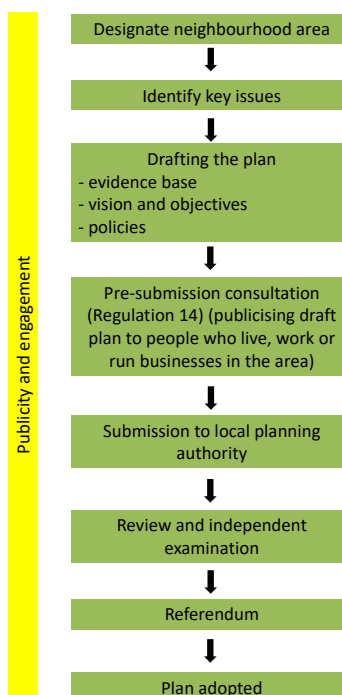 Publicity and engagement
Designate neighbourhood area
Identify key issues
Drafting the plan
- evidence base
- vision and objectives
- policies
Pre-submission consultation
(Regulation 14) (publicising draft
plan to people who live, work or
run businesses in the area)
Submission to local planning
authority
Review and independent
examination
Referendum
Plan adopted